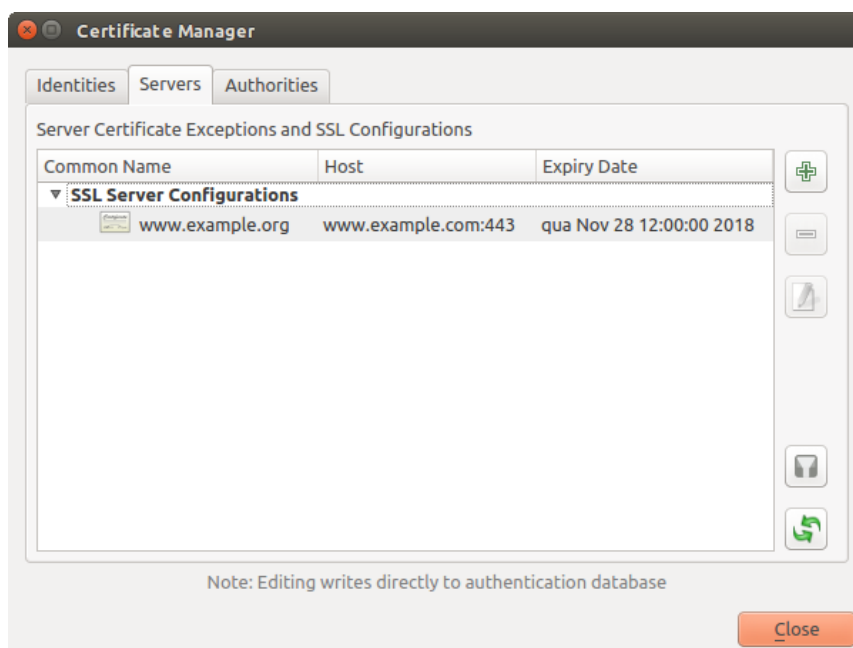 Certificate Manager
Identities Servers Authorities
Server Certificate Exceptions and SSL Configurations
Common Name Host Expiry Date
SSL Server Configurations
www.example.org www.example.com:443 qua Nov 28 12:00:00 2018
Note: Editing writes directly to authentication database
Close